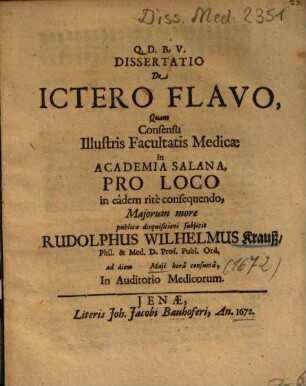 Diss. Med. 2351
Q. D. B. V.
DISSERTATIO
De
ICTERO FLAVO,
Quam
Consensu
Illustris Facultatis Medicæ
In
ACADEMIA SALANA,
PRO LOCO
in eâdem ritè consequendo,
Majorum more
publicæ disquisitioni subjicit
RUDOLPHUS WILHELMUS Krauß,
Phil. & Med. D. Prof. Publ. Ord,
ad diem Maji horâ consuetâ,
(1672)
In Auditorio Medicorum.
JENÆ,
Literis Joh. Jacobi Bauhoferi, An. 1672.